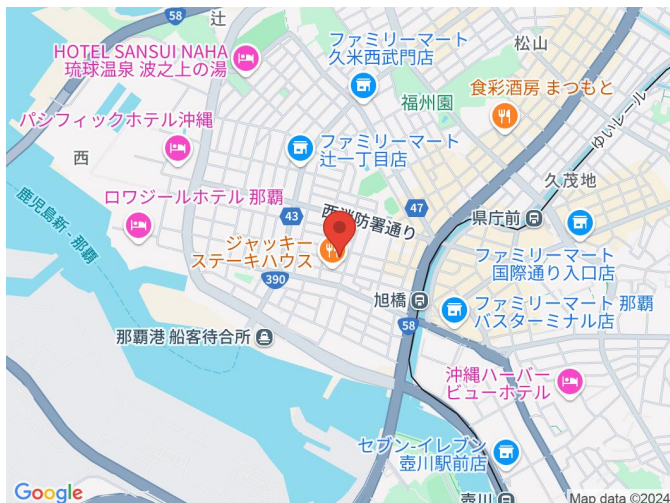 58
辻
HOTEL SANSUI NAHA
琉球温泉 波之上の湯
ファミリーマート
久米西武門店
松山
食彩酒房 まつもと
福州園
ゆいレール
パシフィックホテル沖縄
西
ファミリーマート
辻一丁目店
久茂地
ロワジールホテル 那覇
鹿児島新 - 那覇
43
西消防署通り
47
県庁前
ジャッキー
ステーキハウス
ファミリーマート
国際通り入口店
390
旭橋
ファミリーマート 那覇
バスターミナル店
58
那覇港 船客待合所
沖縄ハーバー
ビューホテル
セブン-イレブン
壺川駅前店
壺川
Google
Map data ©2024